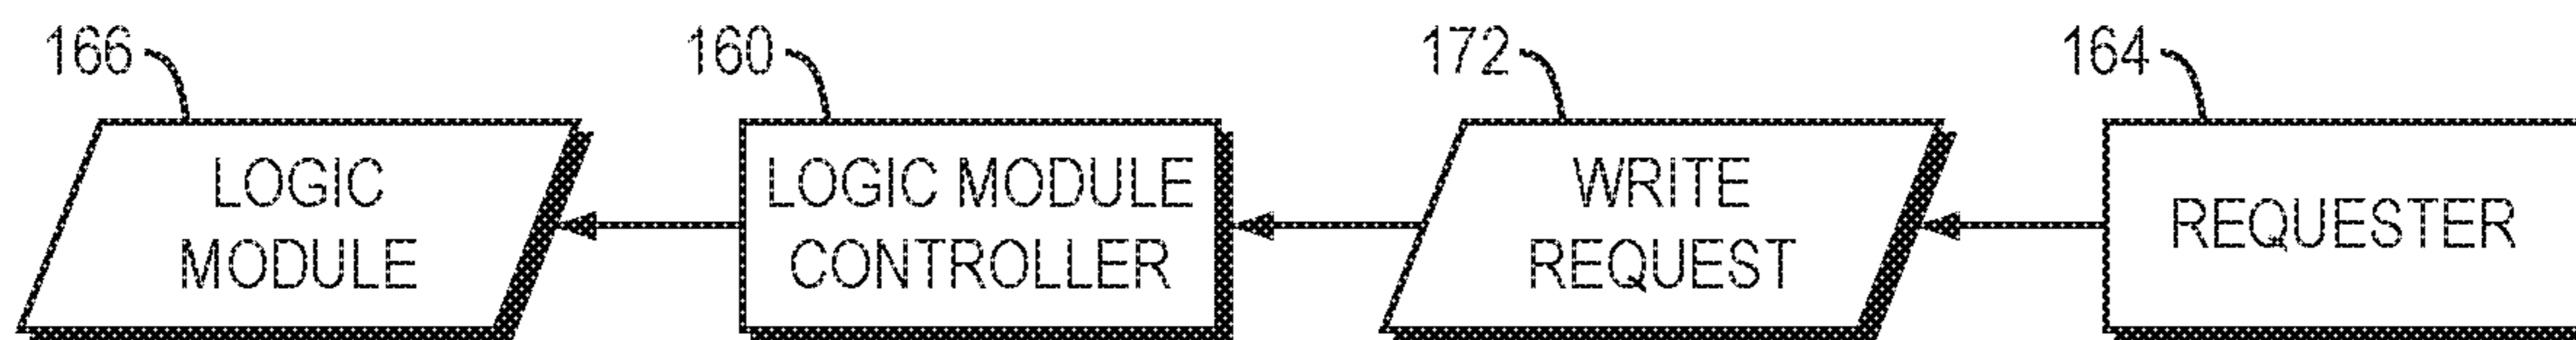 166
160
172
164
LOGIC
MODULE
LOGIC MODULE
CONTROLLER
WRITE
REQUEST
REQUESTER